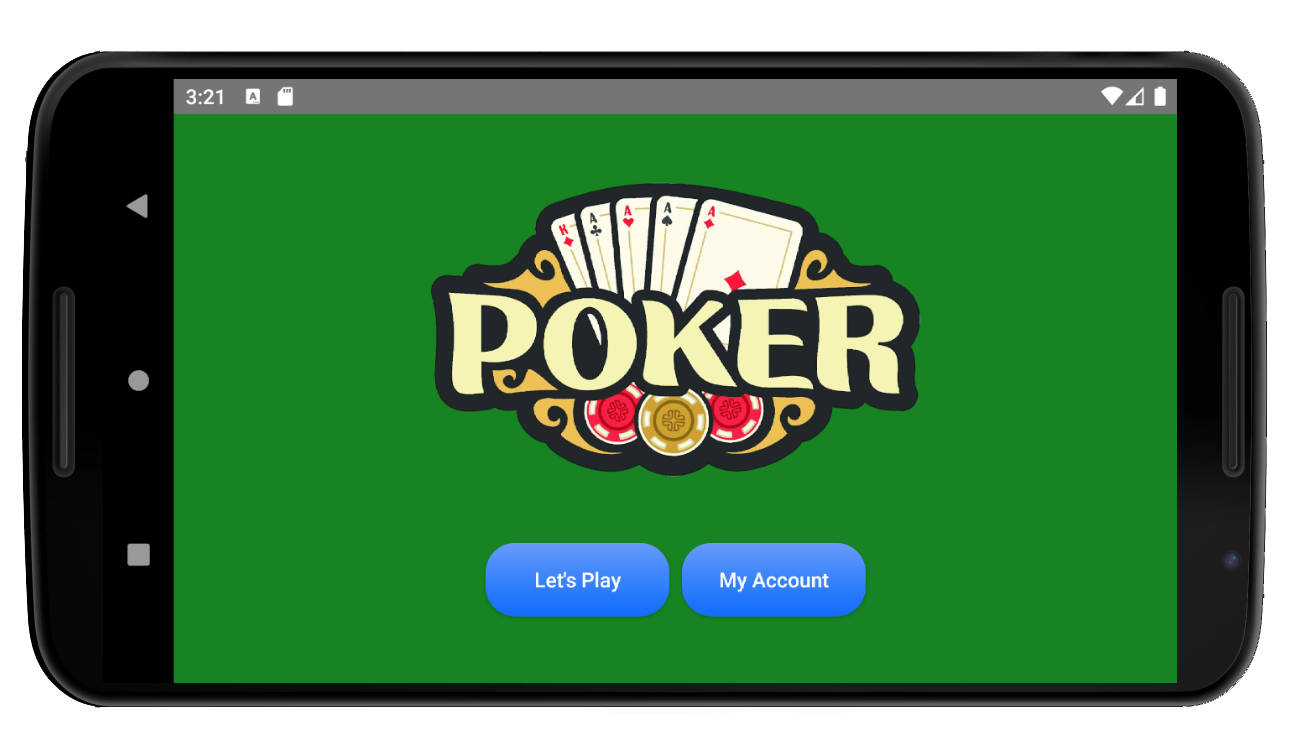 3:21 A
K A A A A
POKER
Let's Play My Account